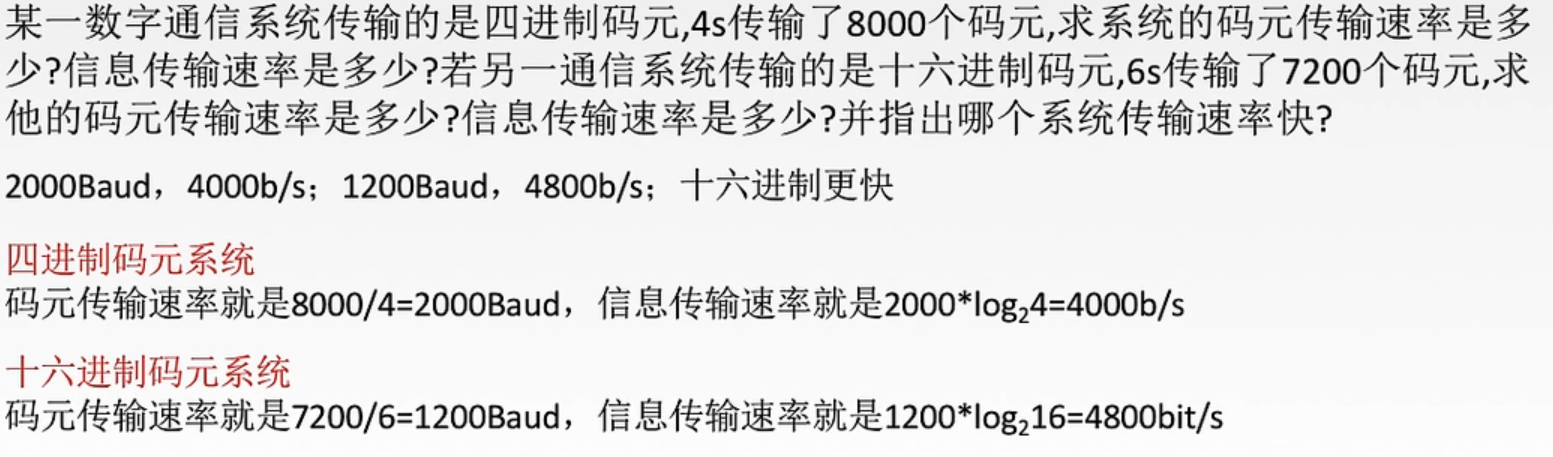 某一数字通信系统传输的是四进制码元,4s传输了8000个码元,求系统的码元传输速率是多
少?信息传输速率是多少?若另一通信系统传输的是十六进制码元,6s传输了7200个码元,求
他的码元传输速率是多少?信息传输速率是多少?并指出哪个系统传输速率快?
2000Baud，4000b/s；1200Baud，4800b/s；十六进制更快
四进制码元系统
码元传输速率就是8000/4=2000Baud，信息传输速率就是2000*log₂4=4000b/s
十六进制码元系统
码元传输速率就是7200/6=1200Baud，信息传输速率就是1200*log₂16=4800bit/s